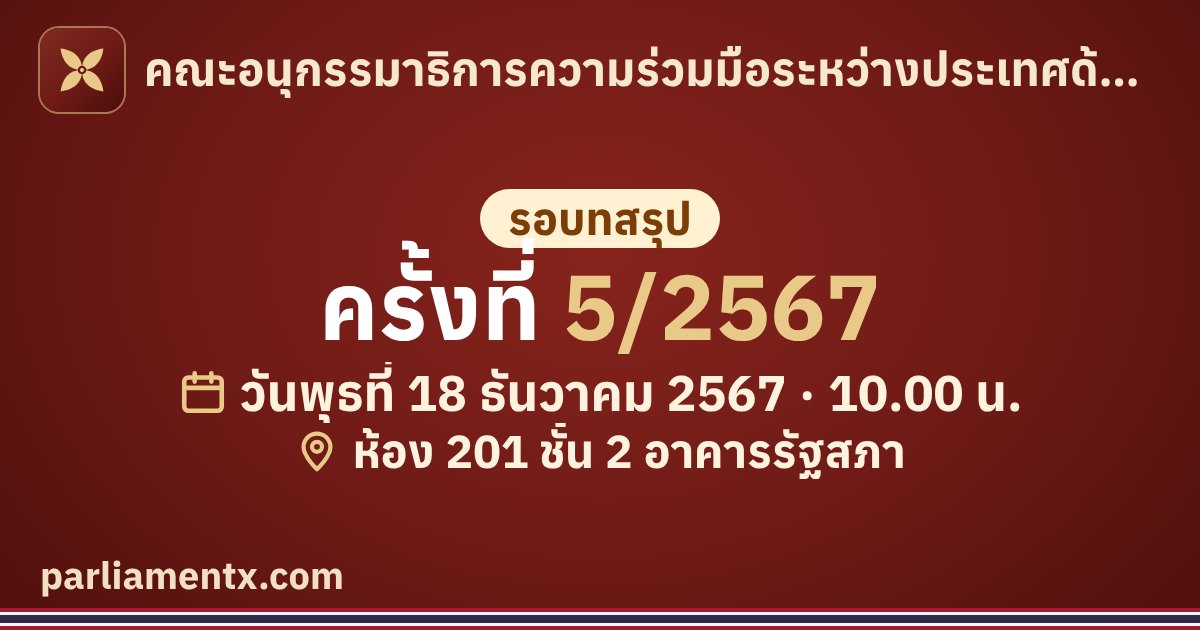 คณะอนุกรรมาธิการความร่วมมือระหว่างประเทศด้...
รอบทสรุป
ครั้งที่ 5/2567
วันพุธที่ 18 ธันวาคม 2567 · 10.00 น.
ห้อง 201 ชั้น 2 อาคารรัฐสภา
parliamentx.com